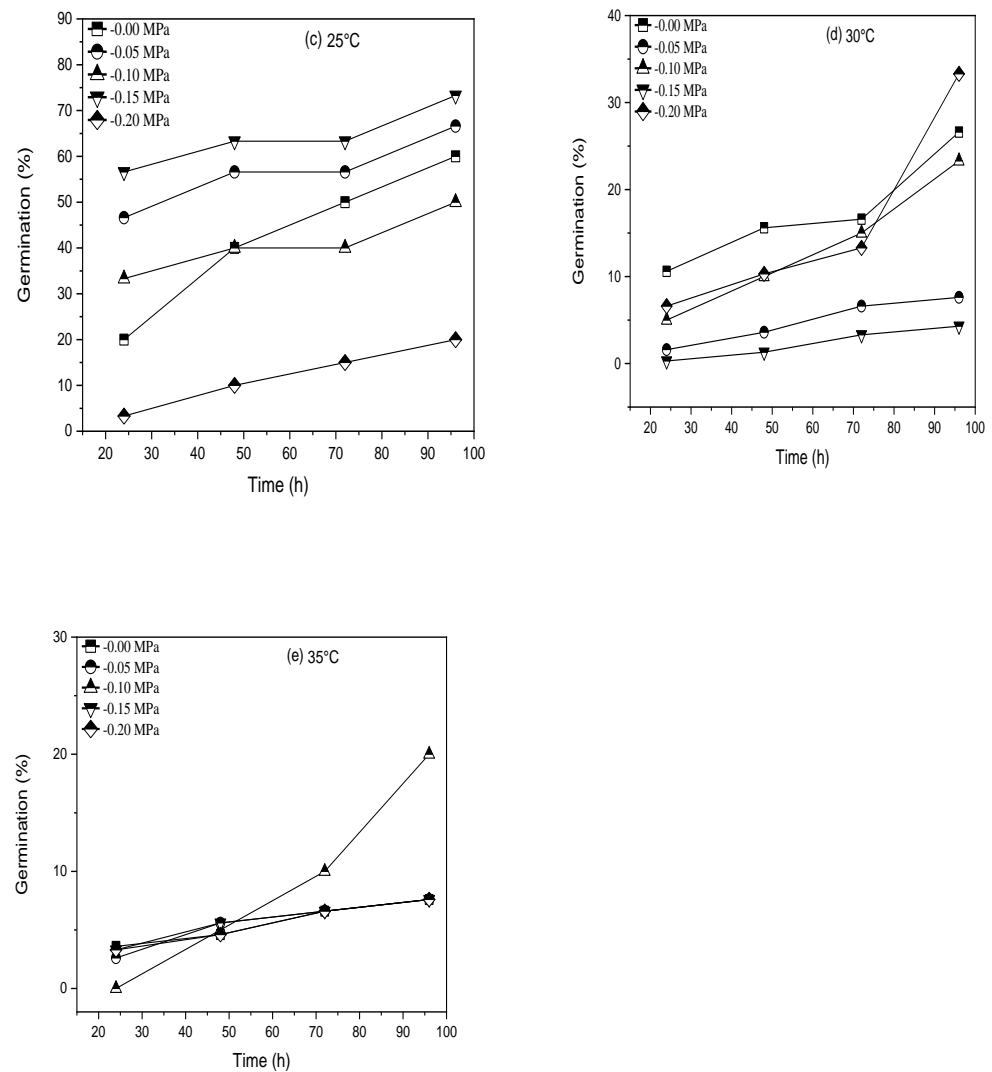 (c) 25°C
-0.00 MPa
-0.05 MPa
-0.10 MPa
-0.15 MPa
-0.20 MPa
90
80
70
60
50
40
30
20
10
0
Germination (%)
20 30 40 50 60 70 80 90 100
Time (h)
(d) 30°C
-0.00 MPa
-0.05 MPa
-0.10 MPa
-0.15 MPa
-0.20 MPa
40
30
20
10
0
Germination (%)
20 30 40 50 60 70 80 90 100
Time (h)
(e) 35°C
-0.00 MPa
-0.05 MPa
-0.10 MPa
-0.15 MPa
-0.20 MPa
30
20
10
0
Germination (%)
20 30 40 50 60 70 80 90 100
Time (h)